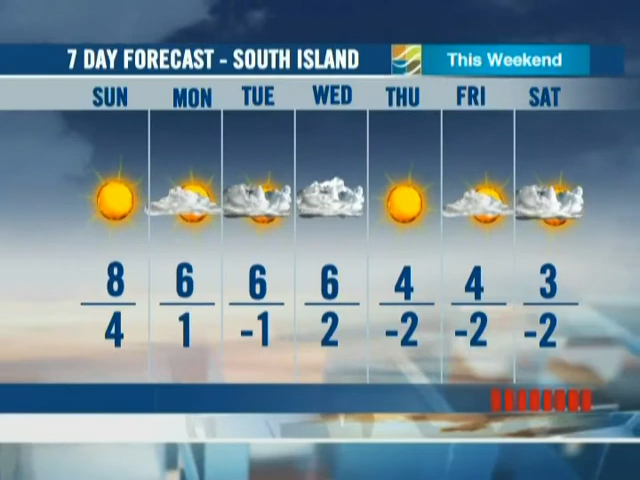 7 DAY FORECAST - SOUTH ISLAND
This Weekend
SUN MON TUE WED THU FRI SAT
8 6 6 6 4 4 3
4 1 -1 2 -2 -2 -2